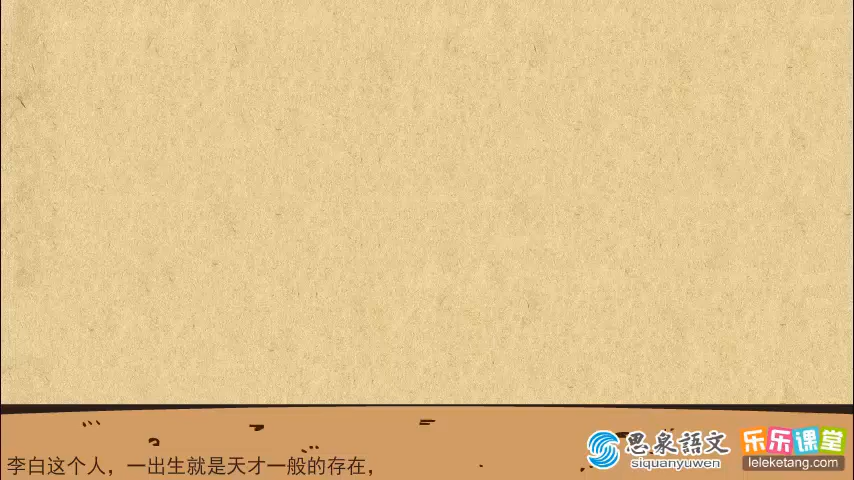 李白这个人，一出生就是天才一般的存在，
思泉語文
siquanyuwen
乐乐课堂
leleketang.com